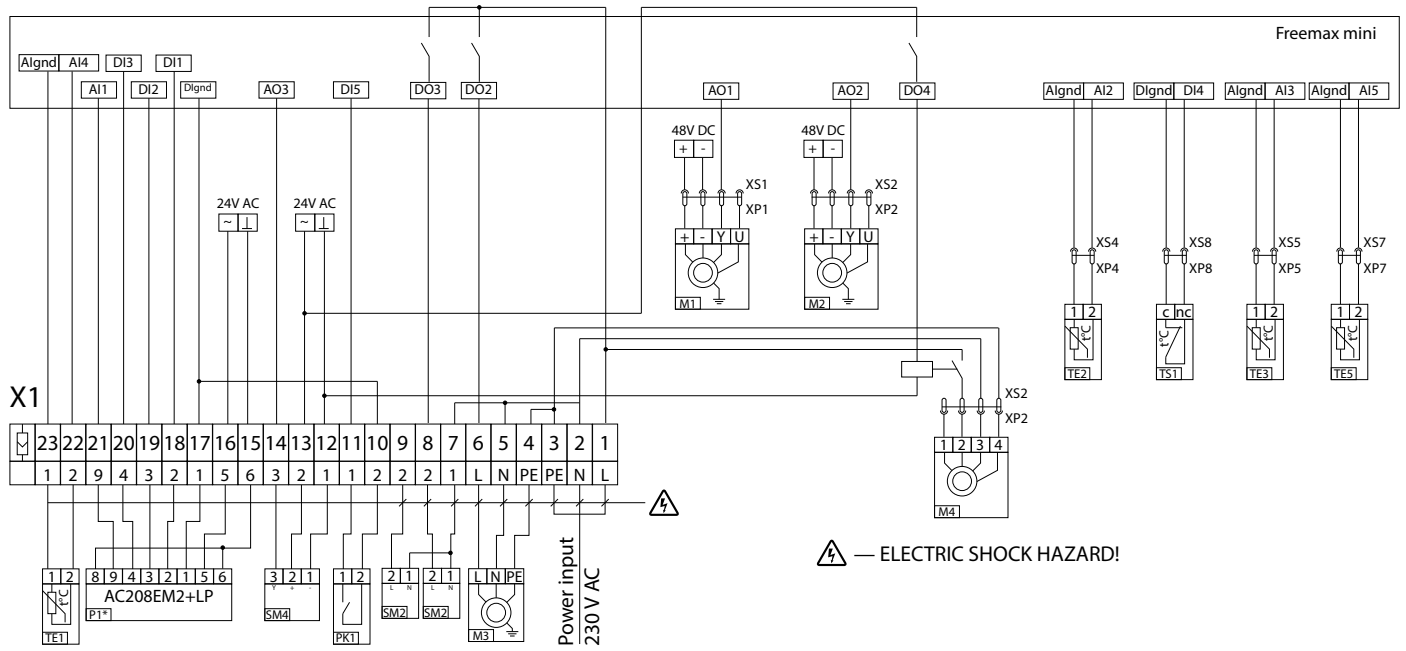 Freemax mini
AIgnd AI4 DI3 DI1
AI1 DI2 DIgnd AO3 DI5 DO3 DO2 AO1 AO2 DO4 AIgnd AI2 DIgnd DI4 AIgnd AI3 AIgnd AI5
48V DC 48V DC
+ - + -
XS1 XS2
XP1 XP2
24V AC 24V AC
~ ⊥ ~ ⊥
+ - Y U + - Y U
XS4 XS8 XS5 XS7
XP4 XP8 XP5 XP7
M1 M2
1 2 c nc 1 2 1 2
t°C t°C t°C t°C
TE2 TS1 TE3 TE5
X1
XS2
XP2
23 22 21 20 19 18 17 16 15 14 13 12 11 10 9 8 7 6 5 4 3 2 1
1 2 9 4 3 2 1 5 6 3 2 1 1 2 2 2 1 L N PE PE N L
1 2 3 4
M4
— ELECTRIC SHOCK HAZARD!
1 2 8 9 4 3 2 1 5 6 3 2 1 1 2 2 1 2 1 L N PE
Y + - L N L N
t°C
AC208EM2+LP
TE1 P1* SM4 PK1 SM2 SM2 M3
Power input
230 V AC